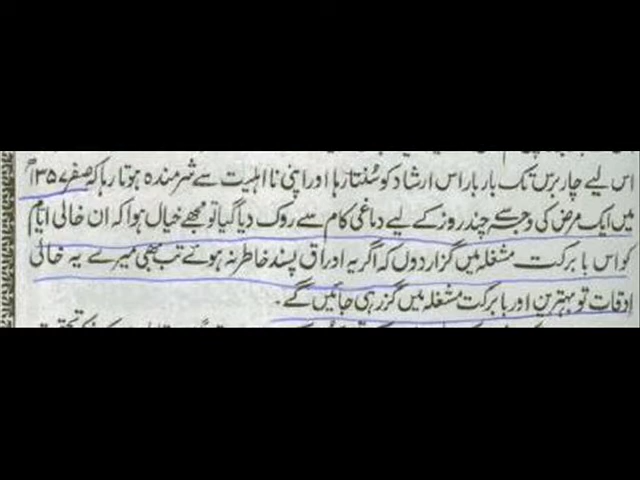 اس لیے چار برس تک بار بار اس ارشاد کو سنتا رہا اور اپنی نا اہلیت سے شرمندہ ہوتا رہا کہ صفر ۱۳۵۷ھ
میں ایک مرض کی وجہ سے چند روز کے لیے دماغی کام سے روک دیا گیا تو مجھے خیال ہوا کہ ان خالی ایام
کو اس بابرکت مشغلہ میں گزار دوں کہ اگر یہ اوراق پسند خاطر نہ ہوئے تب بھی میرے یہ خالی
اوقات تو بہترین اور بابرکت مشغلہ میں گزر ہی جائیں گے۔